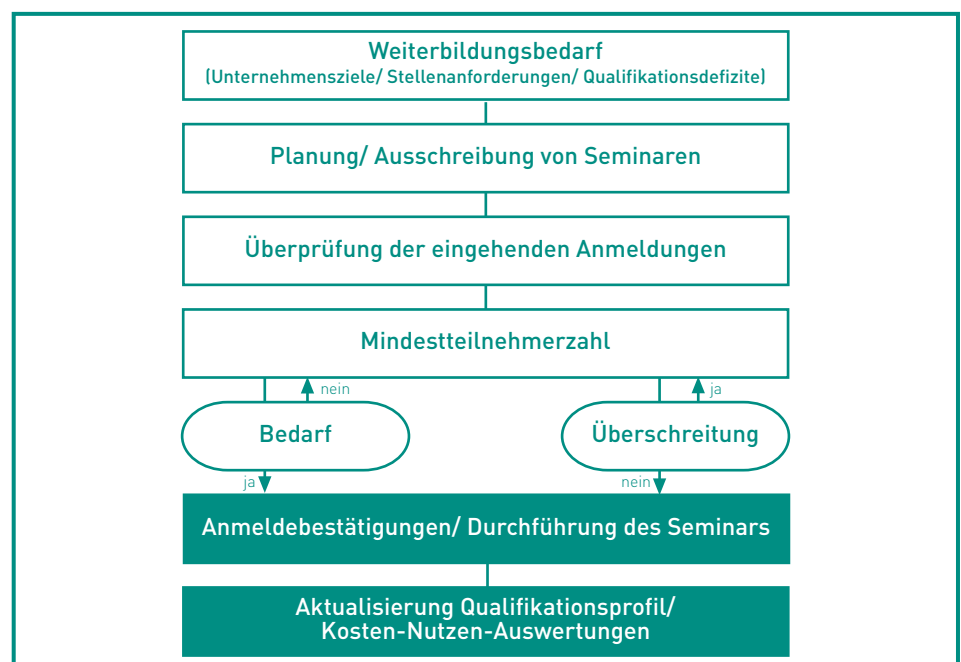 Weiterbildungsbedarf
(Unternehmensziele/ Stellenanforderungen/ Qualifikationsdefizite)
Planung/ Ausschreibung von Seminaren
Überprüfung der eingehenden Anmeldungen
Mindestteilnehmerzahl
nein
ja
Bedarf
Überschreitung
ja
nein
Anmeldebestätigungen/ Durchführung des Seminars
Aktualisierung Qualifikationsprofil/
Kosten-Nutzen-Auswertungen